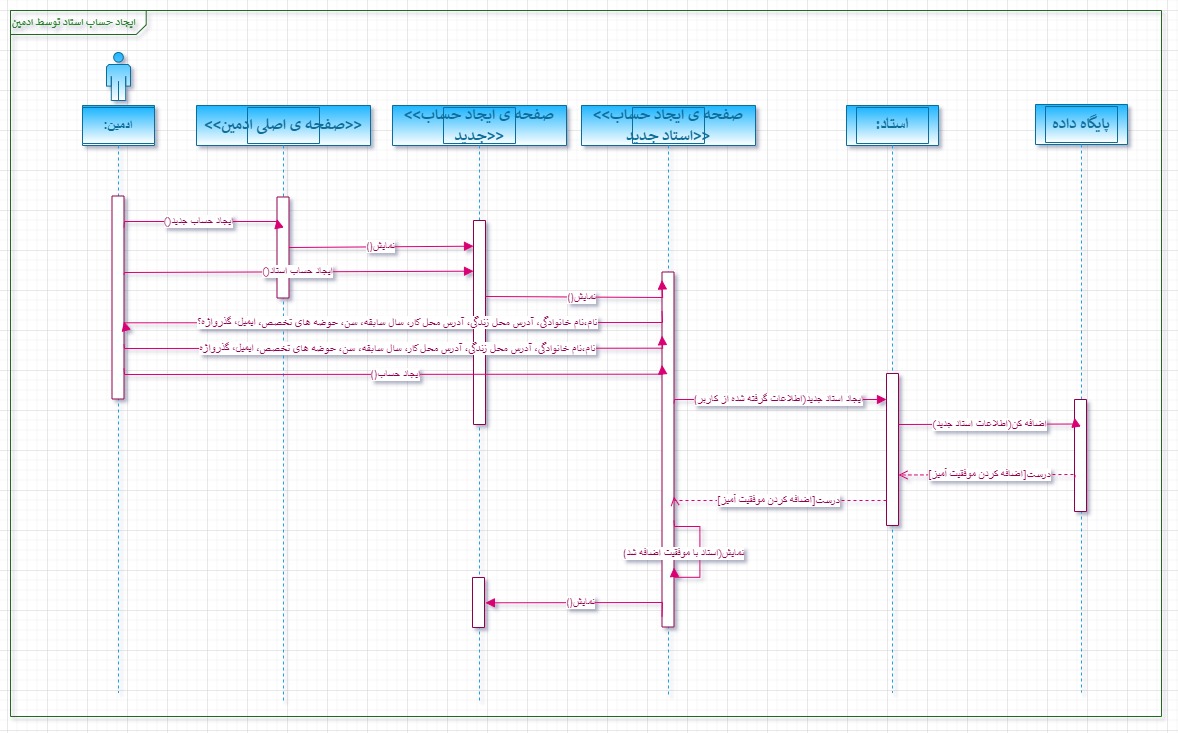 ایجاد حساب استاد توسط ادمین
ادمین:
<<صفحه ی اصلی ادمین>>
<<صفحه ی ایجاد حساب
جدید>>
<<صفحه ی ایجاد حساب
استاد جدید>>
استاد:
پایگاه داده
ایجاد حساب جدید()
نمایش()
ایجاد حساب استاد()
نمایش()
نام،نام خانوادگی، آدرس محل زندگی، آدرس محل کار، سال سابقه، سن، حوضه های تخصص، ایمیل، گذرواژه؟
نام،نام خانوادگی، آدرس محل زندگی، آدرس محل کار، سال سابقه، سن، حوضه های تخصص، ایمیل، گذرواژه
ایجاد حساب()
ایجاد استاد جدید(اطلاعات گرفته شده از کاربر)
اضافه کن(اطلاعات استاد جدید)
درست[اضافه کردن موفقیت آمیز]
درست[اضافه کردن موفقیت آمیز]
نمایش(استاد با موفقیت اضافه شد)
نمایش()